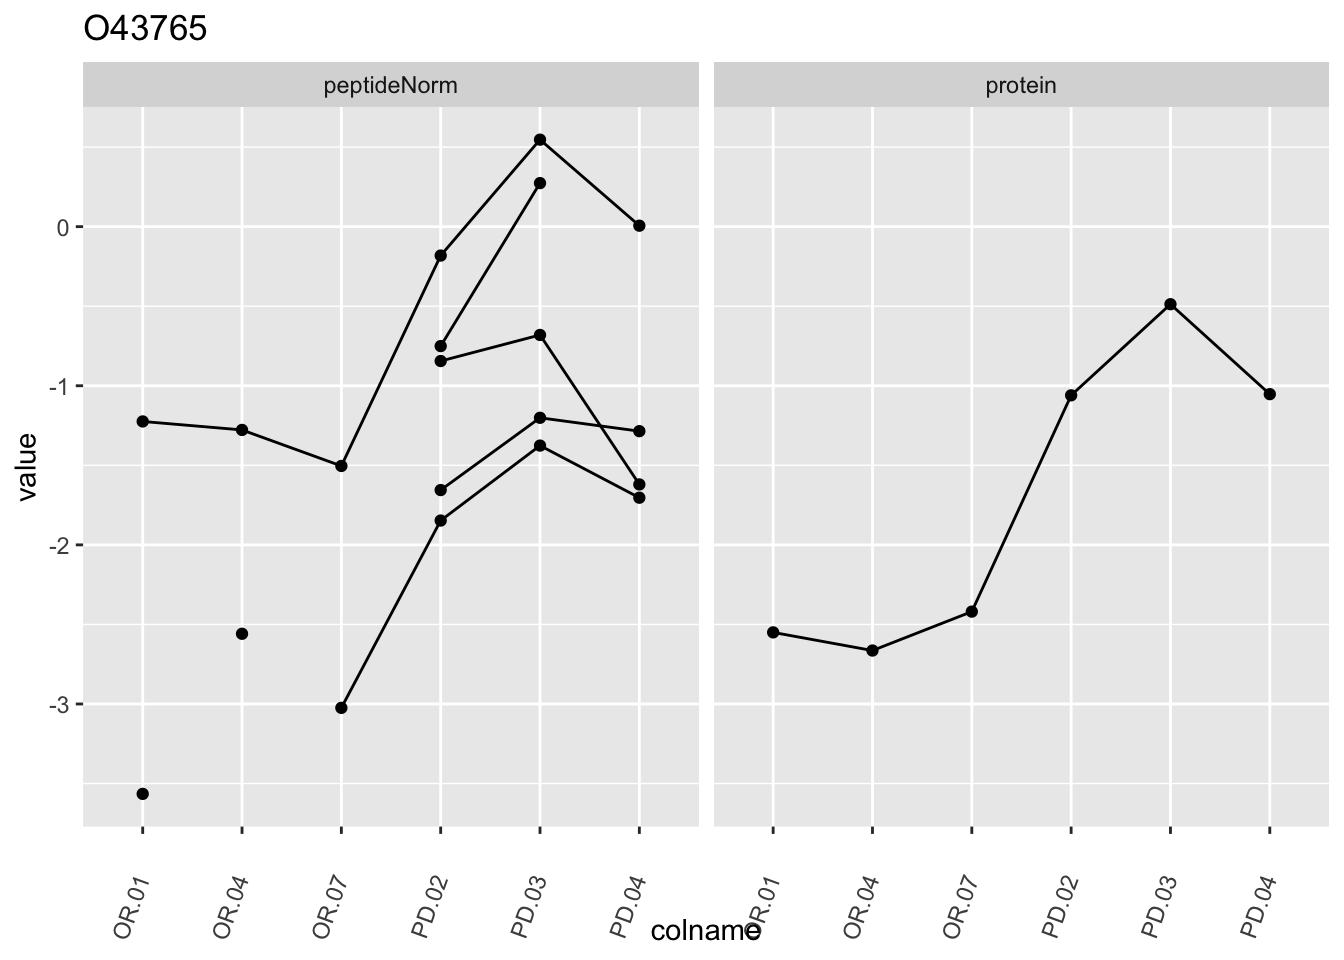 O43765
peptideNorm protein
0
-1
-2
-3
value
OR.01 OR.04 OR.07 PD.02 PD.03 PD.04 OR.01 OR.04 OR.07 PD.02 PD.03 PD.04
colname